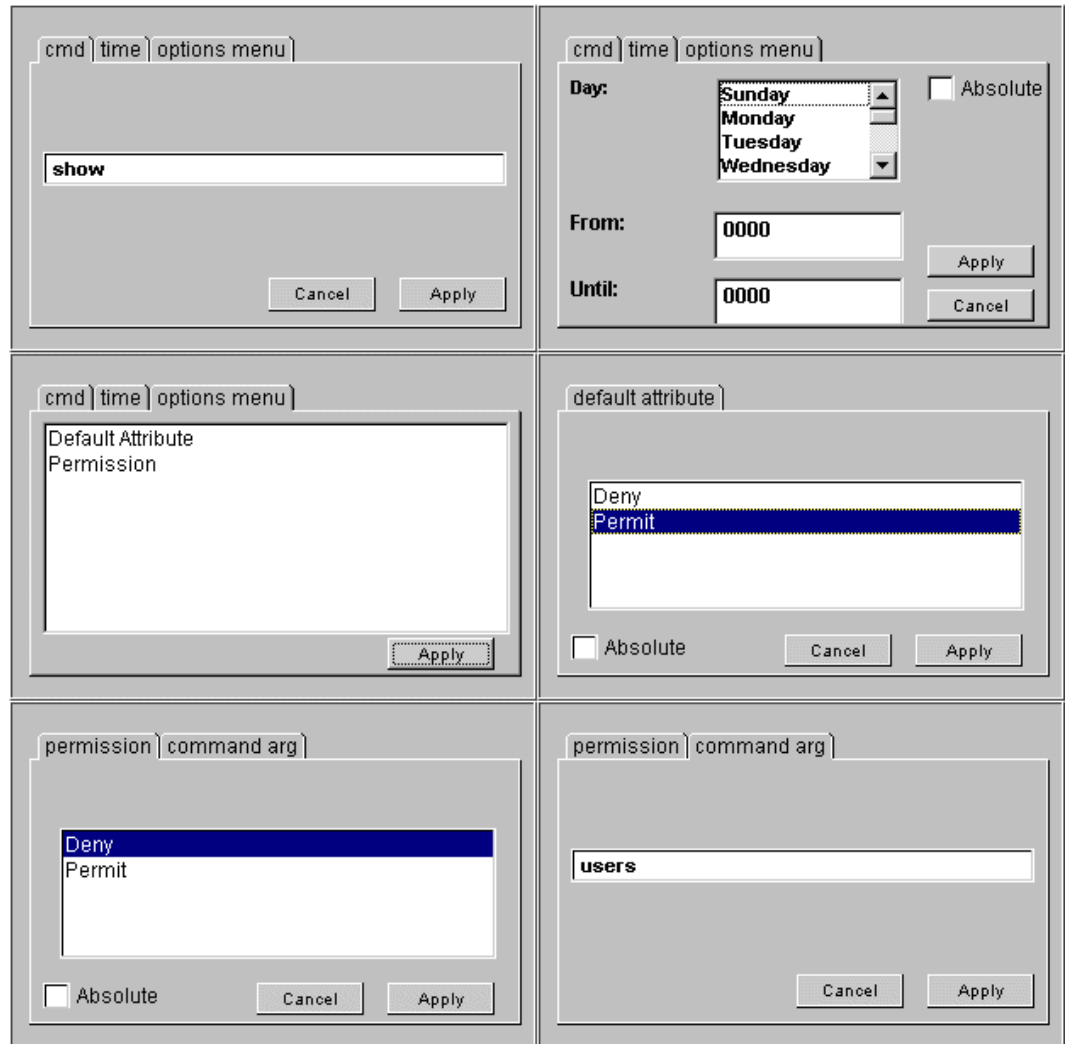 cmd time options menu
show
Cancel Apply
cmd time options menu
Day:
Sunday
Monday
Tuesday
Wednesday
Absolute
From:
0000
Apply
Until:
0000
Cancel
cmd time options menu
Default Attribute
Permission
Apply
default attribute
Deny
Permit
Absolute Cancel Apply
permission command arg
Deny
Permit
Absolute Cancel Apply
permission command arg
users
Cancel Apply